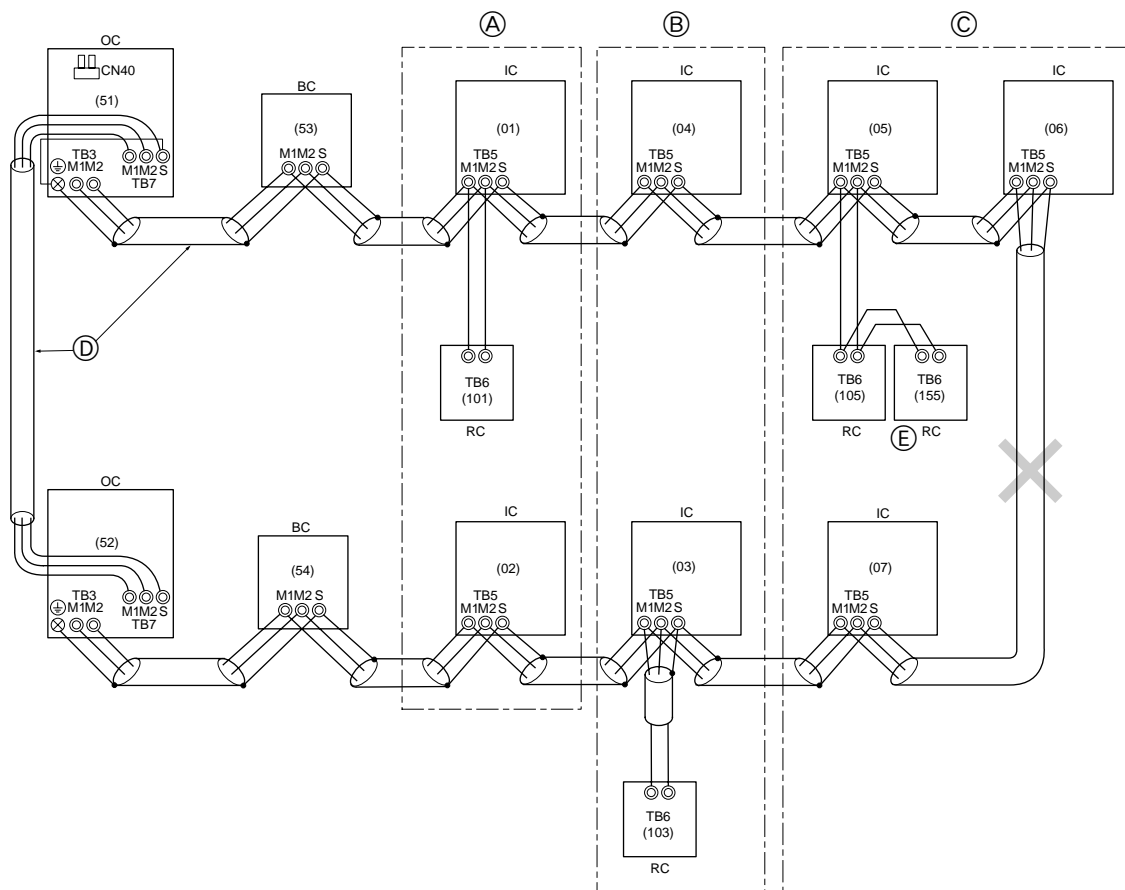 Ⓐ
Ⓑ
Ⓒ
OC
CN40
(51)
TB3
M1M2
M1M2 S
TB7
BC
(53)
M1M2 S
IC
(01)
TB5
M1M2 S
IC
(04)
TB5
M1M2 S
IC
(05)
TB5
M1M2 S
IC
(06)
TB5
M1M2 S
Ⓓ
TB6
(101)
RC
TB6
(105)
RC
TB6
(155)
RC
Ⓔ
OC
(52)
TB3
M1M2
M1M2 S
TB7
BC
(54)
M1M2 S
IC
(02)
TB5
M1M2 S
IC
(03)
TB5
M1M2 S
IC
(07)
TB5
M1M2 S
TB6
(103)
RC